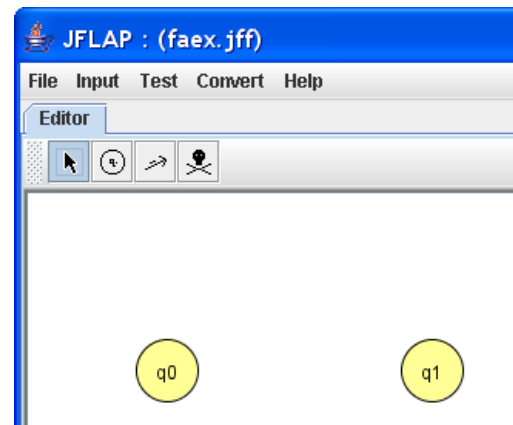 JFLAP : (faex.jff)
File Input Test Convert Help
Editor
q
q0 q1